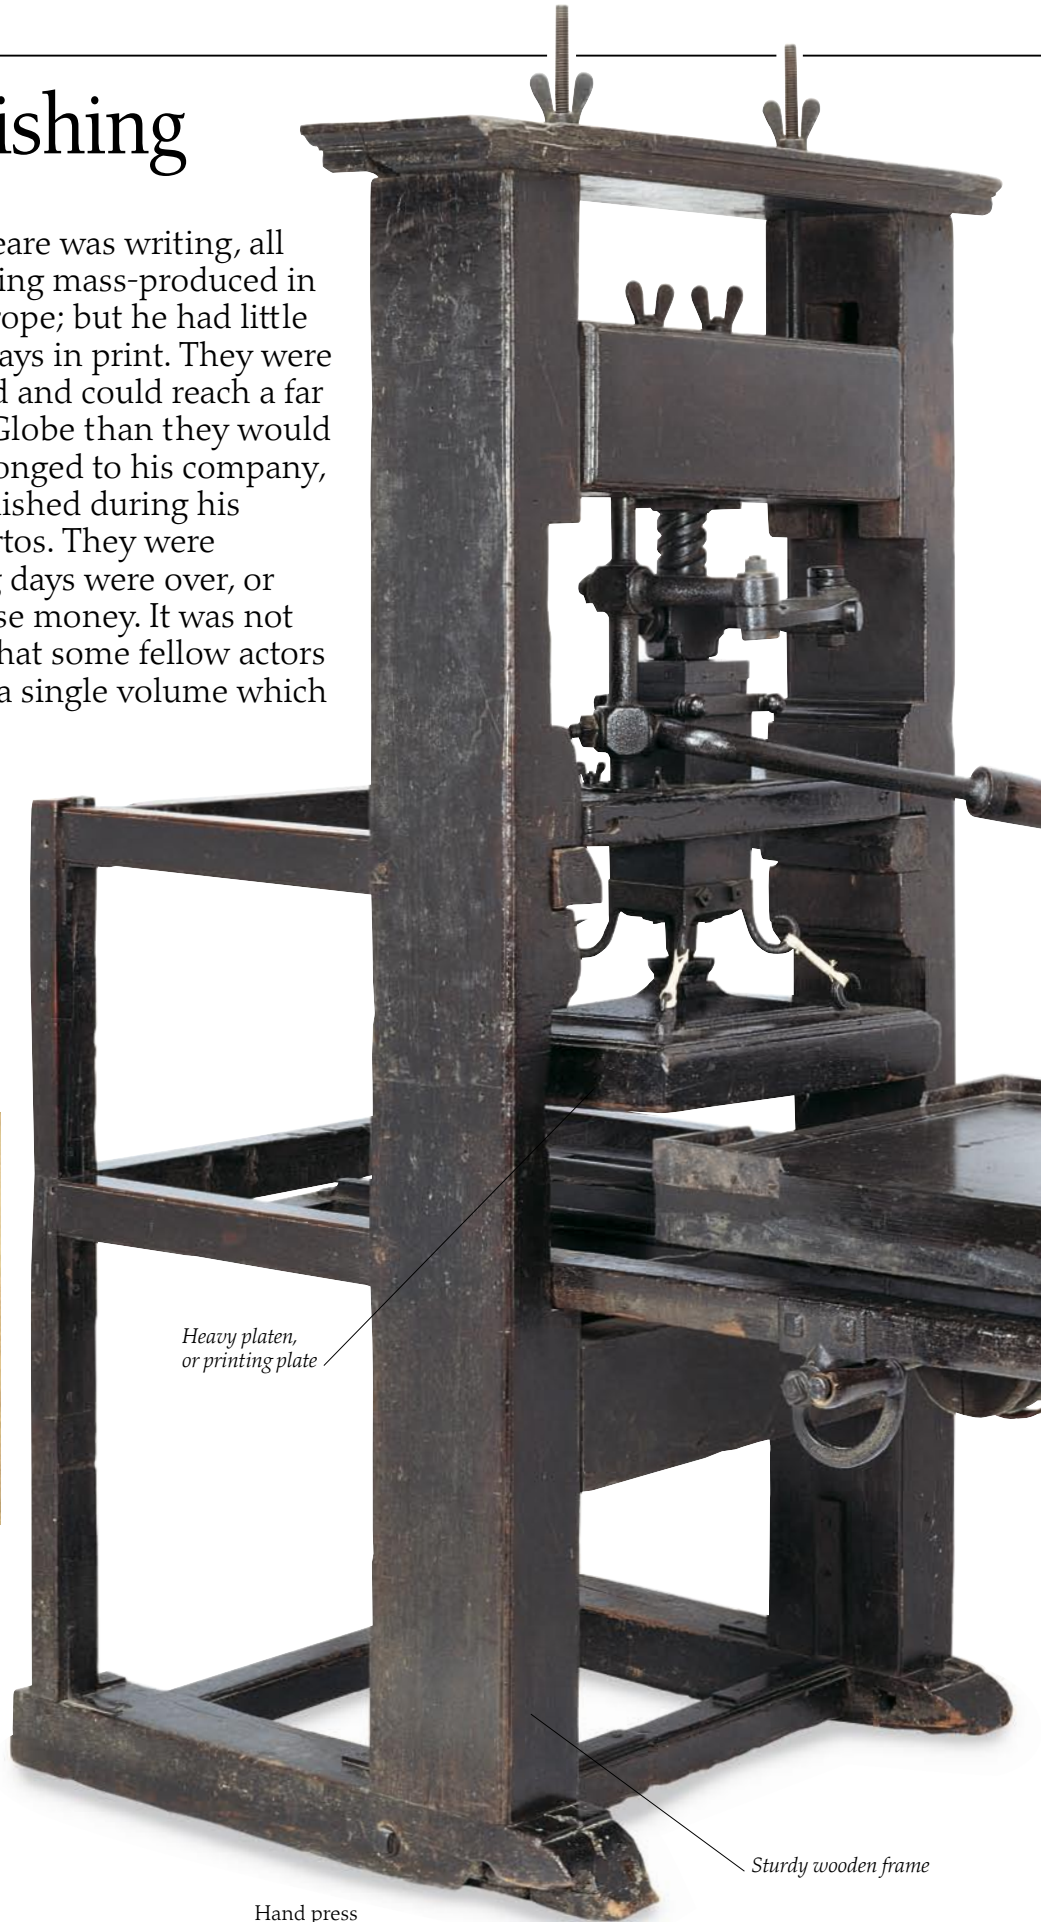 ishing
eare was writing, all
ing mass-produced in
rope; but he had little
ays in print. They were
d and could reach a far
Globe than they would
onged to his company,
ished during his
rtos. They were
g days were over, or
se money. It was not
hat some fellow actors
a single volume which
Heavy platen,
or printing plate
Sturdy wooden frame
Hand press